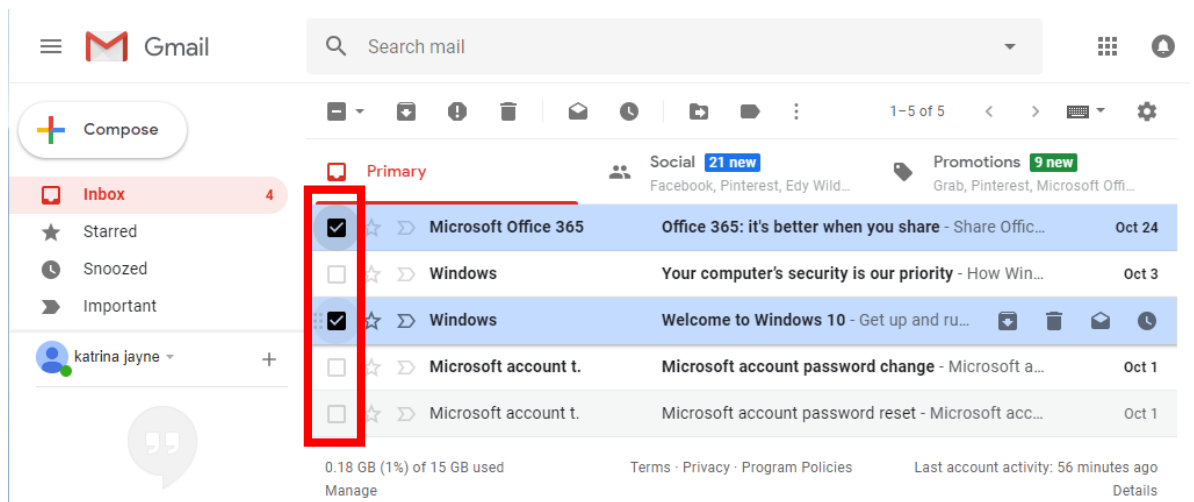 Gmail
Search mail
Compose
1–5 of 5
Primary
Social 21 new
Facebook, Pinterest, Edy Wild...
Promotions 9 new
Grab, Pinterest, Microsoft Offi...
Inbox 4
Starred
Snoozed
Important
katrina jayne
Microsoft Office 365 Office 365: it's better when you share - Share Offic... Oct 24
Windows Your computer's security is our priority - How Win... Oct 3
Windows Welcome to Windows 10 - Get up and ru...
Microsoft account t. Microsoft account password change - Microsoft a... Oct 1
Microsoft account t. Microsoft account password reset - Microsoft acc... Oct 1
0.18 GB (1%) of 15 GB used
Manage
Terms · Privacy · Program Policies
Last account activity: 56 minutes ago
Details